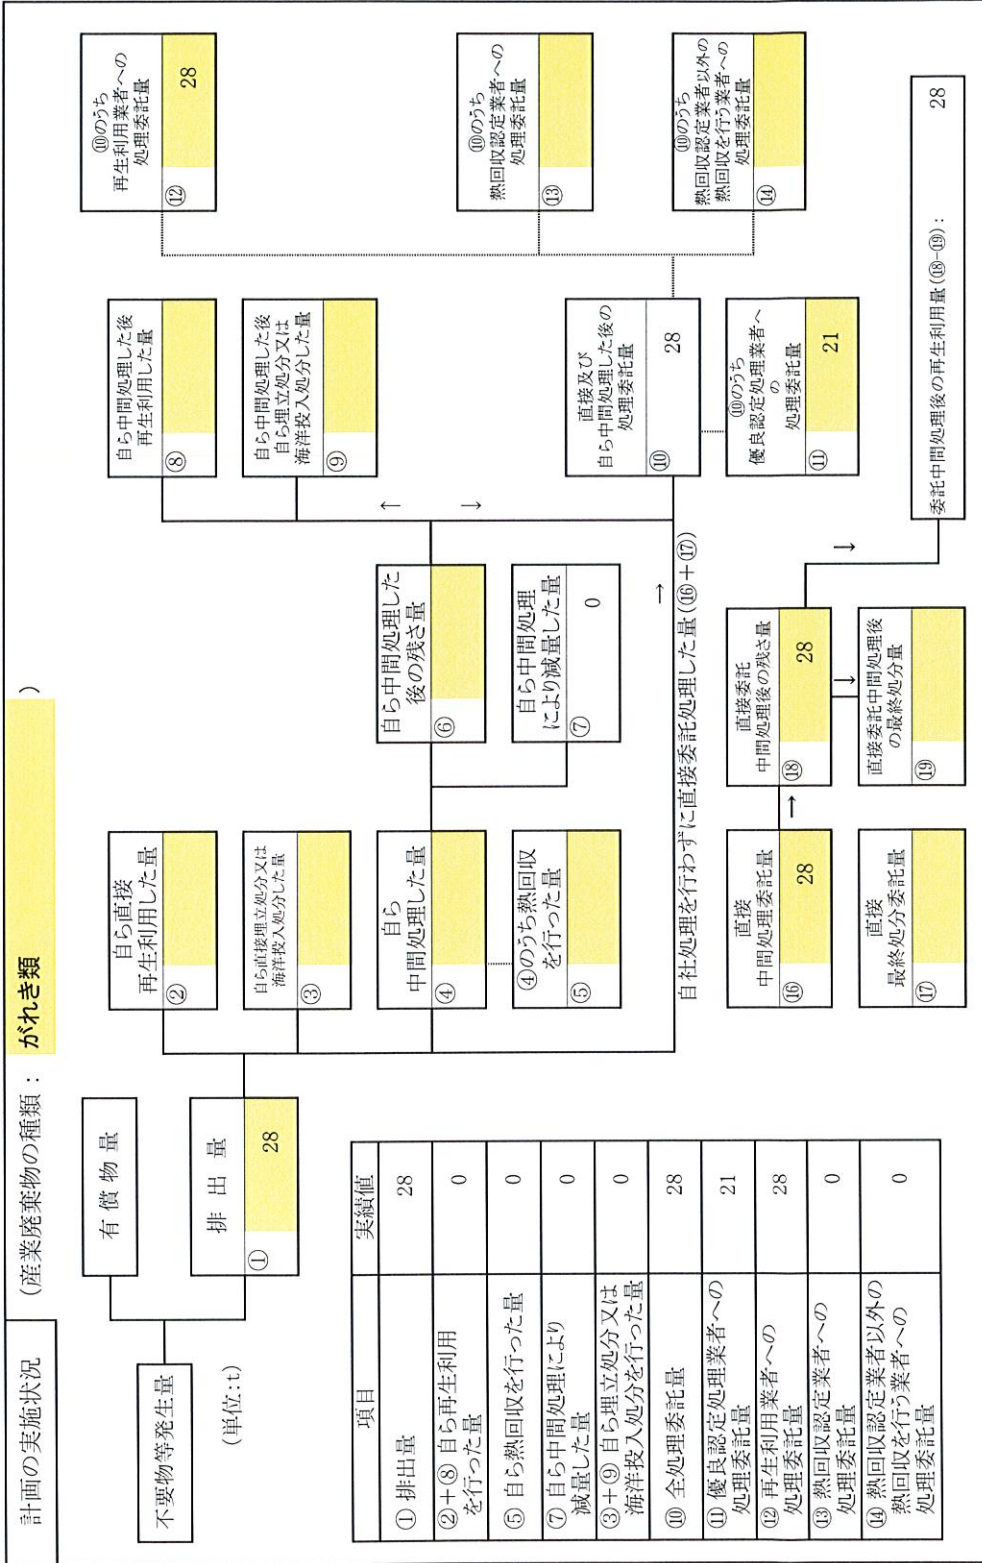 計画の実施状況
(産業廃棄物の種類： がれき類 )
不要物等発生量
(単位:t)
有 償 物 量
排 出 量
① 28
自ら直接
再生利用した量
②
自ら直接埋立処分又は
海洋投入処分した量
③
自ら
中間処理した量
④
④のうち熱回収
を行った量
⑤
自ら中間処理した
後の残さ量
⑥
自ら中間処理
により減量した量
⑦ 0
自ら中間処理した後
再生利用した量
⑧
自ら中間処理した後
自ら埋立処分又は
海洋投入処分した量
⑨
↑
↓
→
自社処理を行わずに直接委託処理した量(⑯+⑰)
直接及び
自ら中間処理した後の
処理委託量
⑩ 28
⑩のうち
優良認定処理業者へ
の
処理委託量
⑪ 21
⑩のうち
再生利用業者への
処理委託量
⑫ 28
⑩のうち
熱回収認定業者への
処理委託量
⑬
⑩のうち
熱回収認定業者以外の
熱回収を行う業者への
処理委託量
⑭
直接
中間処理委託量
⑯ 28
→
直接
最終処分委託量
⑰
直接委託
中間処理後の残さ量
⑱ 28
↓
直接委託中間処理後
の最終処分量
⑲
↓
委託中間処理後の再生利用量(⑱-⑲)： 28
項目 実績値
① 排出量 28
②+⑧ 自ら再生利用
を行った量 0
⑤ 自ら熱回収を行った量 0
⑦ 自ら中間処理により
減量した量 0
③+⑨ 自ら埋立処分又は
海洋投入処分を行った量 0
⑩ 全処理委託量 28
⑪ 優良認定処理業者への
処理委託量 21
⑫ 再生利用業者への
処理委託量 28
⑬ 熱回収認定業者への
処理委託量 0
⑭ 熱回収認定業者以外の
熱回収を行う業者への
処理委託量 0